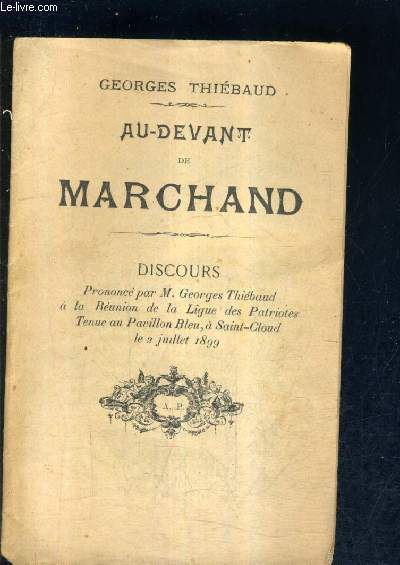 Le-livre.com
GEORGES THIÉBAUD
AU-DEVANT
DE
MARCHAND
DISCOURS
Prononcé par M. Georges Thiébaud
à la Réunion de la Ligue des Patriotes
Tenue au Pavillon Bleu, à Saint-Cloud
le 2 juillet 1899
A. P.